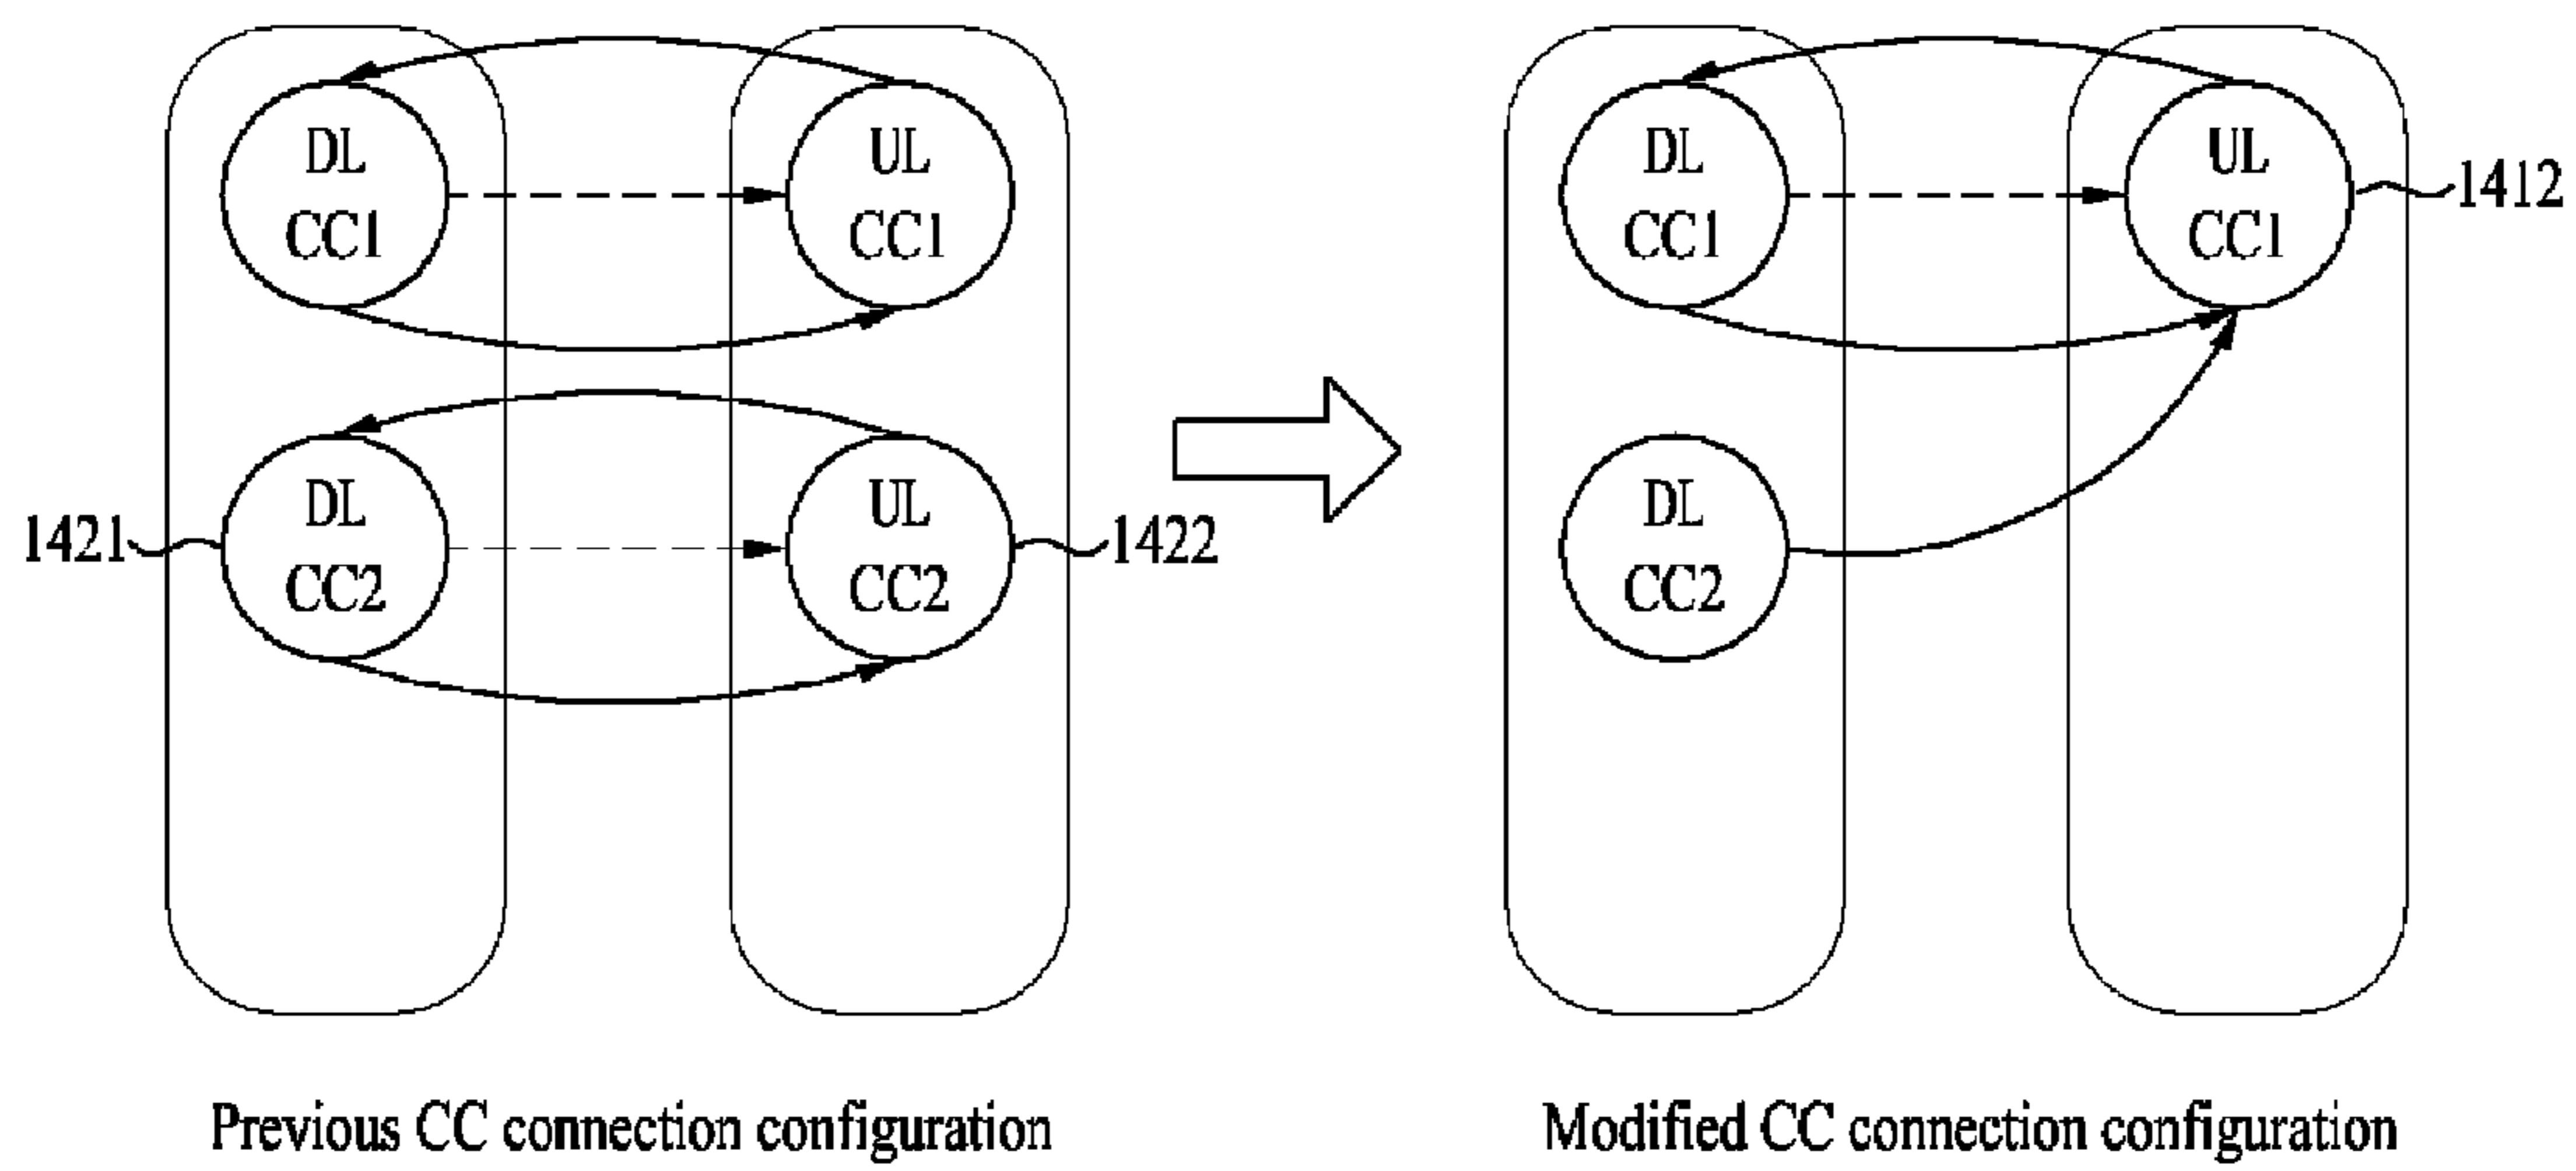 DL
CC1
UL
CC1
DL
CC1
UL
CC1
1412
1421
DL
CC2
UL
CC2
1422
DL
CC2
Previous CC connection configuration
Modified CC connection configuration